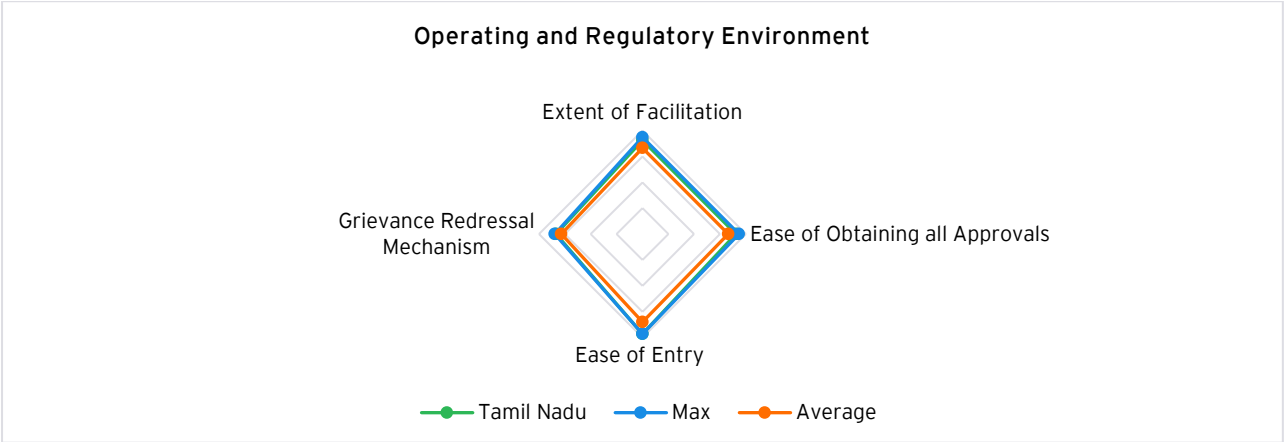 Operating and Regulatory Environment
Extent of Facilitation
Grievance Redressal
Mechanism
Ease of Obtaining all Approvals
Ease of Entry
Tamil Nadu
Max
Average